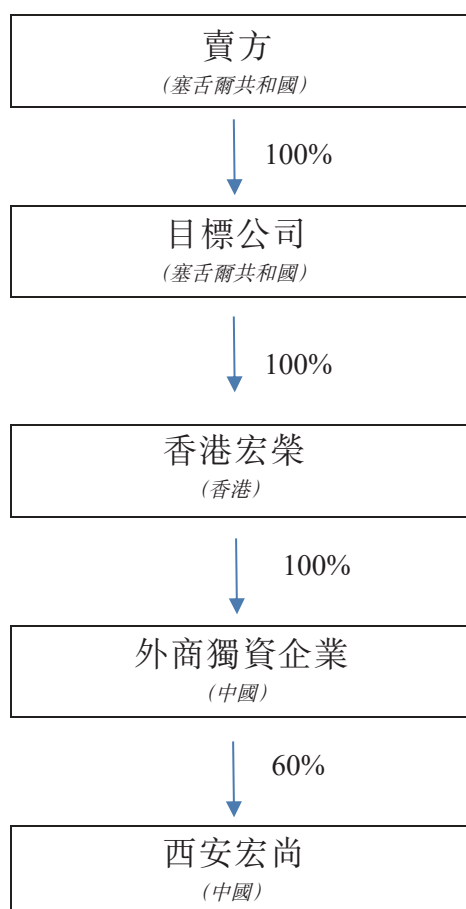 賣方
(塞舌爾共和國)
100%
目標公司
(塞舌爾共和國)
100%
香港宏榮
(香港)
100%
外商獨資企業
(中國)
60%
西安宏尚
(中國)